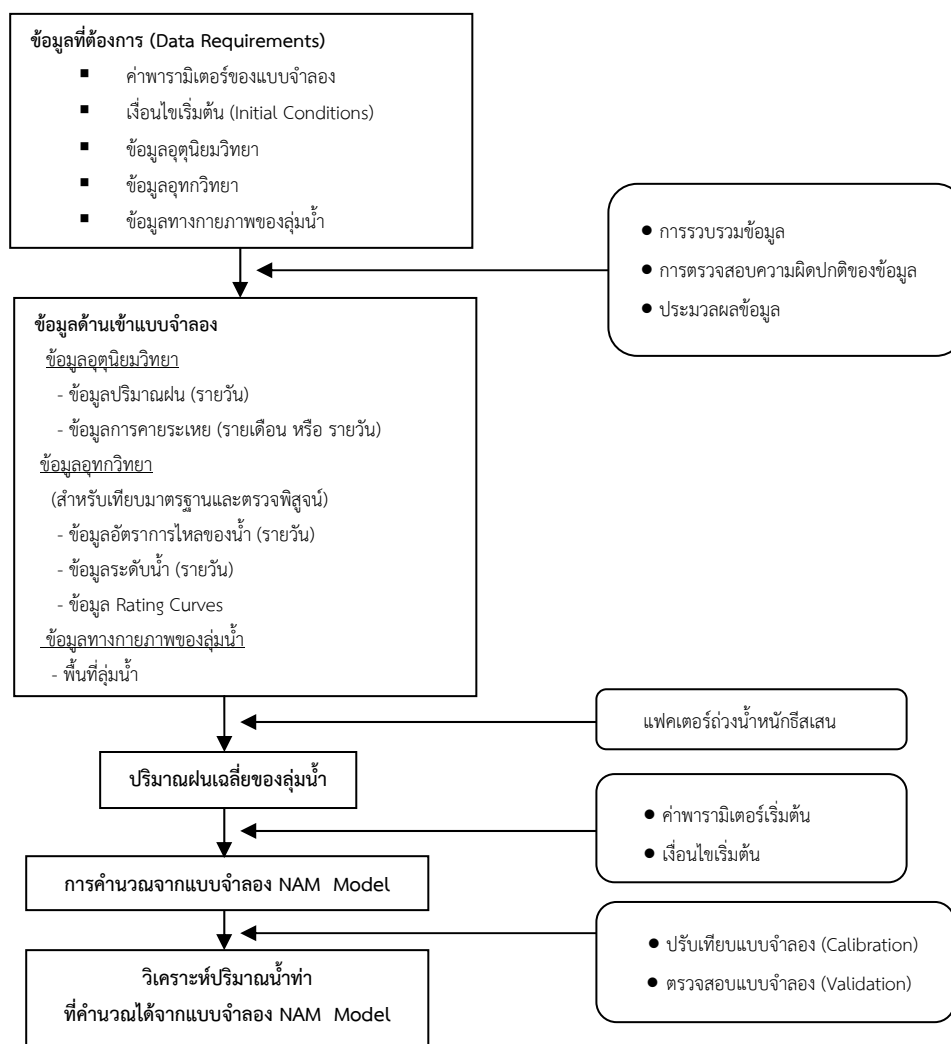 ข้อมูลที่ต้องการ (Data Requirements)
▪ ค่าพารามิเตอร์ของแบบจำลอง
▪ เงื่อนไขเริ่มต้น (Initial Conditions)
▪ ข้อมูลอุตุนิยมวิทยา
▪ ข้อมูลอุทกวิทยา
▪ ข้อมูลทางกายภาพของลุ่มน้ำ
● การรวบรวมข้อมูล
● การตรวจสอบความผิดปกติของข้อมูล
● ประมวลผลข้อมูล
ข้อมูลด้านเข้าแบบจำลอง
ข้อมูลอุตุนิยมวิทยา
- ข้อมูลปริมาณฝน (รายวัน)
- ข้อมูลการคายระเหย (รายเดือน หรือ รายวัน)
ข้อมูลอุทกวิทยา
(สำหรับเทียบมาตรฐานและตรวจพิสูจน์)
- ข้อมูลอัตราการไหลของน้ำ (รายวัน)
- ข้อมูลระดับน้ำ (รายวัน)
- ข้อมูล Rating Curves
ข้อมูลทางกายภาพของลุ่มน้ำ
- พื้นที่ลุ่มน้ำ
แฟคเตอร์ถ่วงน้ำหนักธีสเสน
ปริมาณฝนเฉลี่ยของลุ่มน้ำ
● ค่าพารามิเตอร์เริ่มต้น
● เงื่อนไขเริ่มต้น
การคำนวณจากแบบจำลอง NAM Model
● ปรับเทียบแบบจำลอง (Calibration)
● ตรวจสอบแบบจำลอง (Validation)
วิเคราะห์ปริมาณน้ำท่า
ที่คำนวณได้จากแบบจำลอง NAM Model